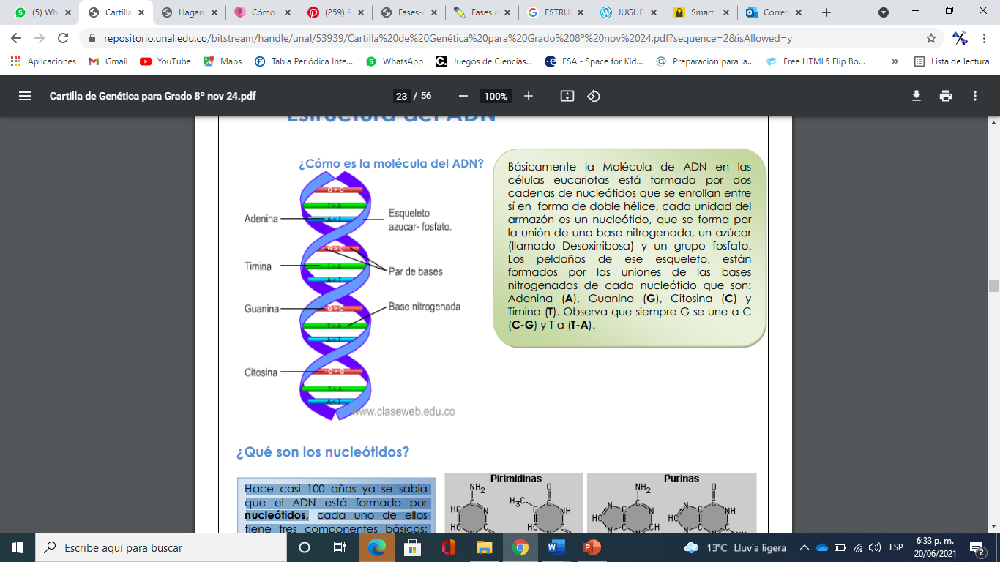 (5) Wh
Cartilla
Hagam
Cómo
(259) P
Fases-
Fases d
ESTRUC
JUGUE
Smart
Correo
repositorio.unal.edu.co/bitstream/handle/unal/53939/Cartilla%20de%20Genética%20para%20Grado%208º%20nov%2024.pdf?sequence=2&isAllowed=y
Aplicaciones
Gmail
YouTube
Maps
Tabla Periódica Inte...
WhatsApp
Juegos de Ciencias...
ESA - Space for Kid...
Preparación para la...
Free HTML5 Flip Bo...
»
Lista de lectura
Cartilla de Genética para Grado 8º nov 24.pdf
23 / 56
100%
Estructura del ADN
¿Cómo es la molécula del ADN?
G > C
T > A
A < T
Adenina
Esqueleto
azucar- fosfato.
G > C
Timina
T > A
Par de bases
A < T
Guanina
G > C
Base nitrogenada
T > A
A < T
Citosina
C > G
T > A
A < T
www.claseweb.edu.co
Básicamente la Molécula de ADN en las
células eucariotas está formada por dos
cadenas de nucleótidos que se enrollan entre
sí en forma de doble hélice, cada unidad del
armazón es un nucleótido, que se forma por
la unión de una base nitrogenada, un azúcar
(llamado Desoxirribosa) y un grupo fosfato.
Los peldaños de ese esqueleto, están
formados por las uniones de las bases
nitrogenadas de cada nucleótido que son:
Adenina (A), Guanina (G), Citosina (C) y
Timina (T). Observa que siempre G se une a C
(C-G) y T a (T-A).
¿Qué son los nucleótidos?
Hace casi 100 años ya se sabía
que el ADN está formado por
nucleótidos, cada uno de ellos
tiene tres componentes básicos:
Pirimidinas
NH2
HC
C
N
HC
O
H3C
C
NH
HC
Purinas
NH2
N
C
N
HC
N
CH
O
N
C
NH
HC
N
Escribe aquí para buscar
13°C Lluvia ligera
ESP
6:33 p. m.
20/06/2021
2